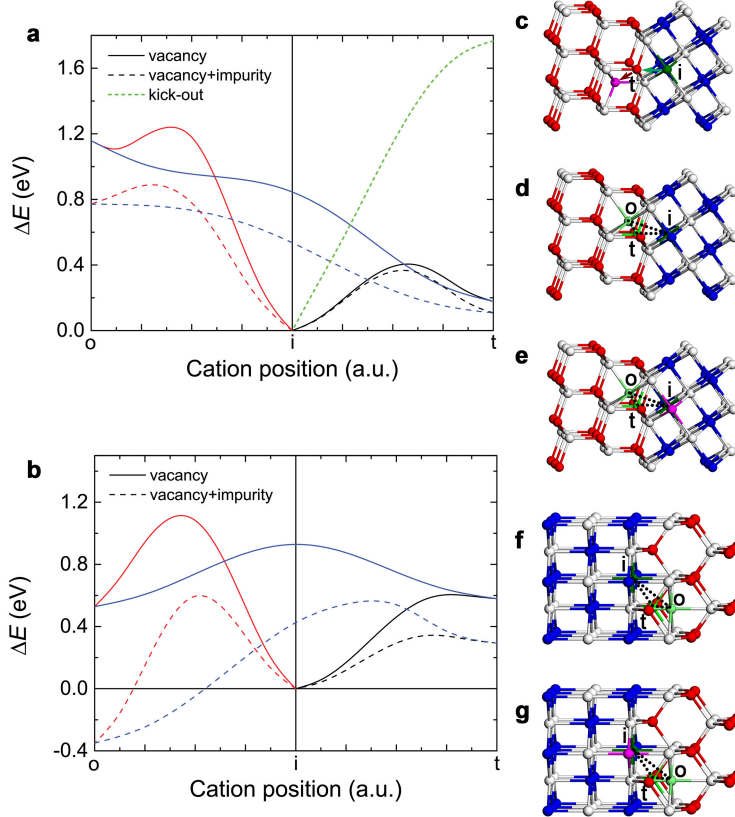 a
vacancy
vacancy+impurity
kick-out
1.6
1.2
0.8
0.4
0.0
ΔE (eV)
o
i
t
Cation position (a.u.)
b
vacancy
vacancy+impurity
1.2
0.8
0.4
0.0
-0.4
ΔE (eV)
o
i
t
Cation position (a.u.)
c
t
i
d
o
i
t
e
o
i
t
f
i
o
t
g
i
o
t